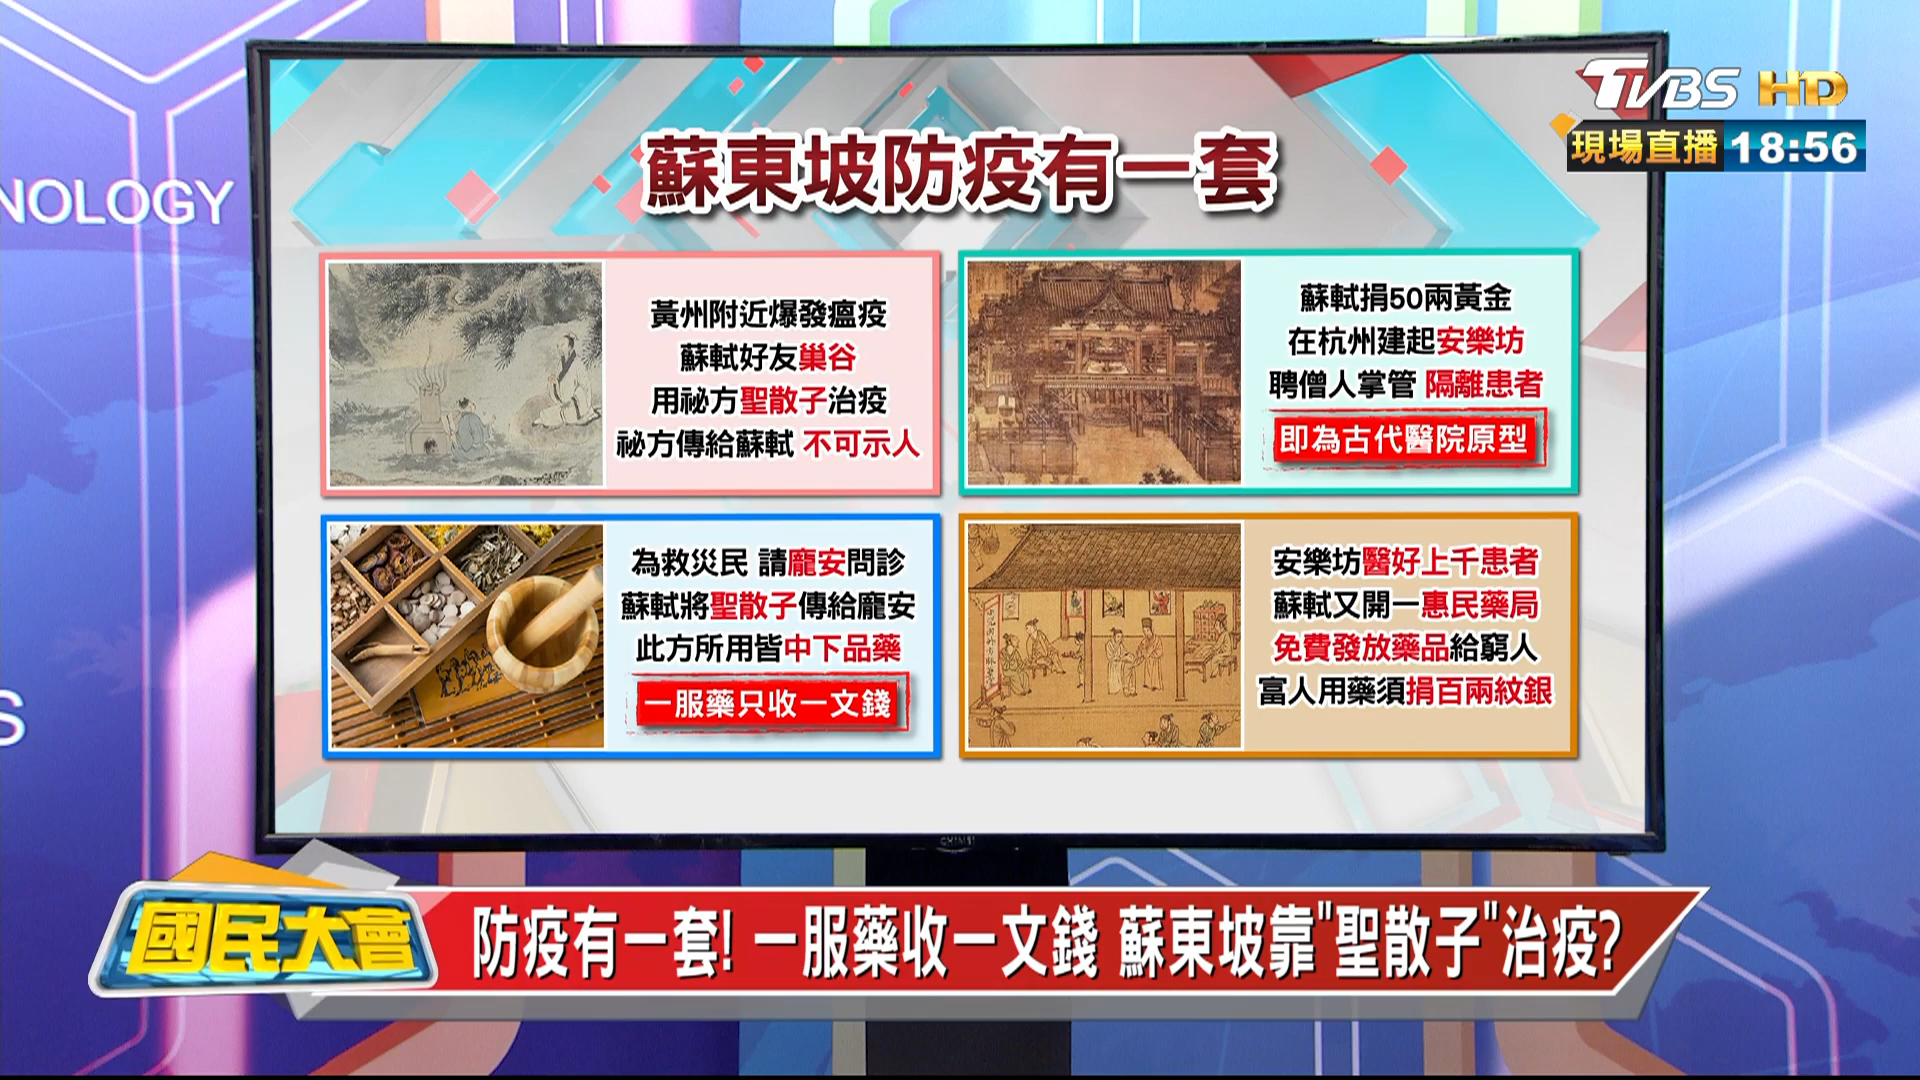 TVBS HD
現場直播 18:56
NOLOGY
S
蘇東坡防疫有一套
黃州附近爆發瘟疫
蘇軾好友巢谷
用祕方聖散子治疫
祕方傳給蘇軾 不可示人
蘇軾捐50兩黃金
在杭州建起安樂坊
聘僧人掌管 隔離患者
即為古代醫院原型
為救災民 請龐安問診
蘇軾將聖散子傳給龐安
此方所用皆中下品藥
一服藥只收一文錢
安樂坊醫好上千患者
蘇軾又開一惠民藥局
免費發放藥品給窮人
富人用藥須捐百兩紋銀
CHIMEI
國民大會
防疫有一套! 一服藥收一文錢 蘇東坡靠"聖散子"治疫?